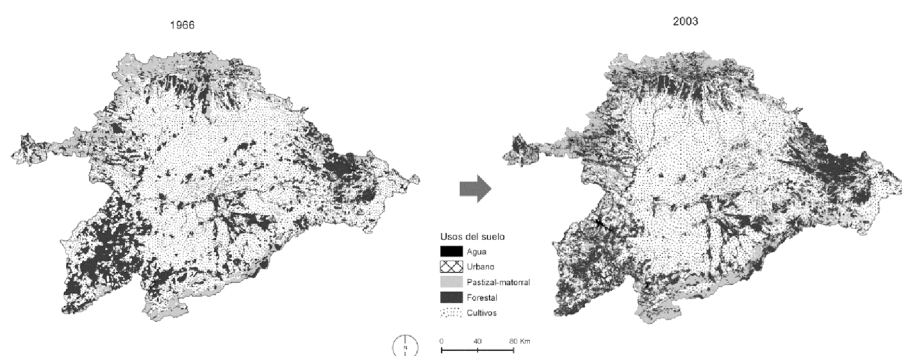 1966
2003
Usos del suelo
Agua
Urbano
Pastizal-matorral
Forestal
Cultivos
N
0 40 80 Km